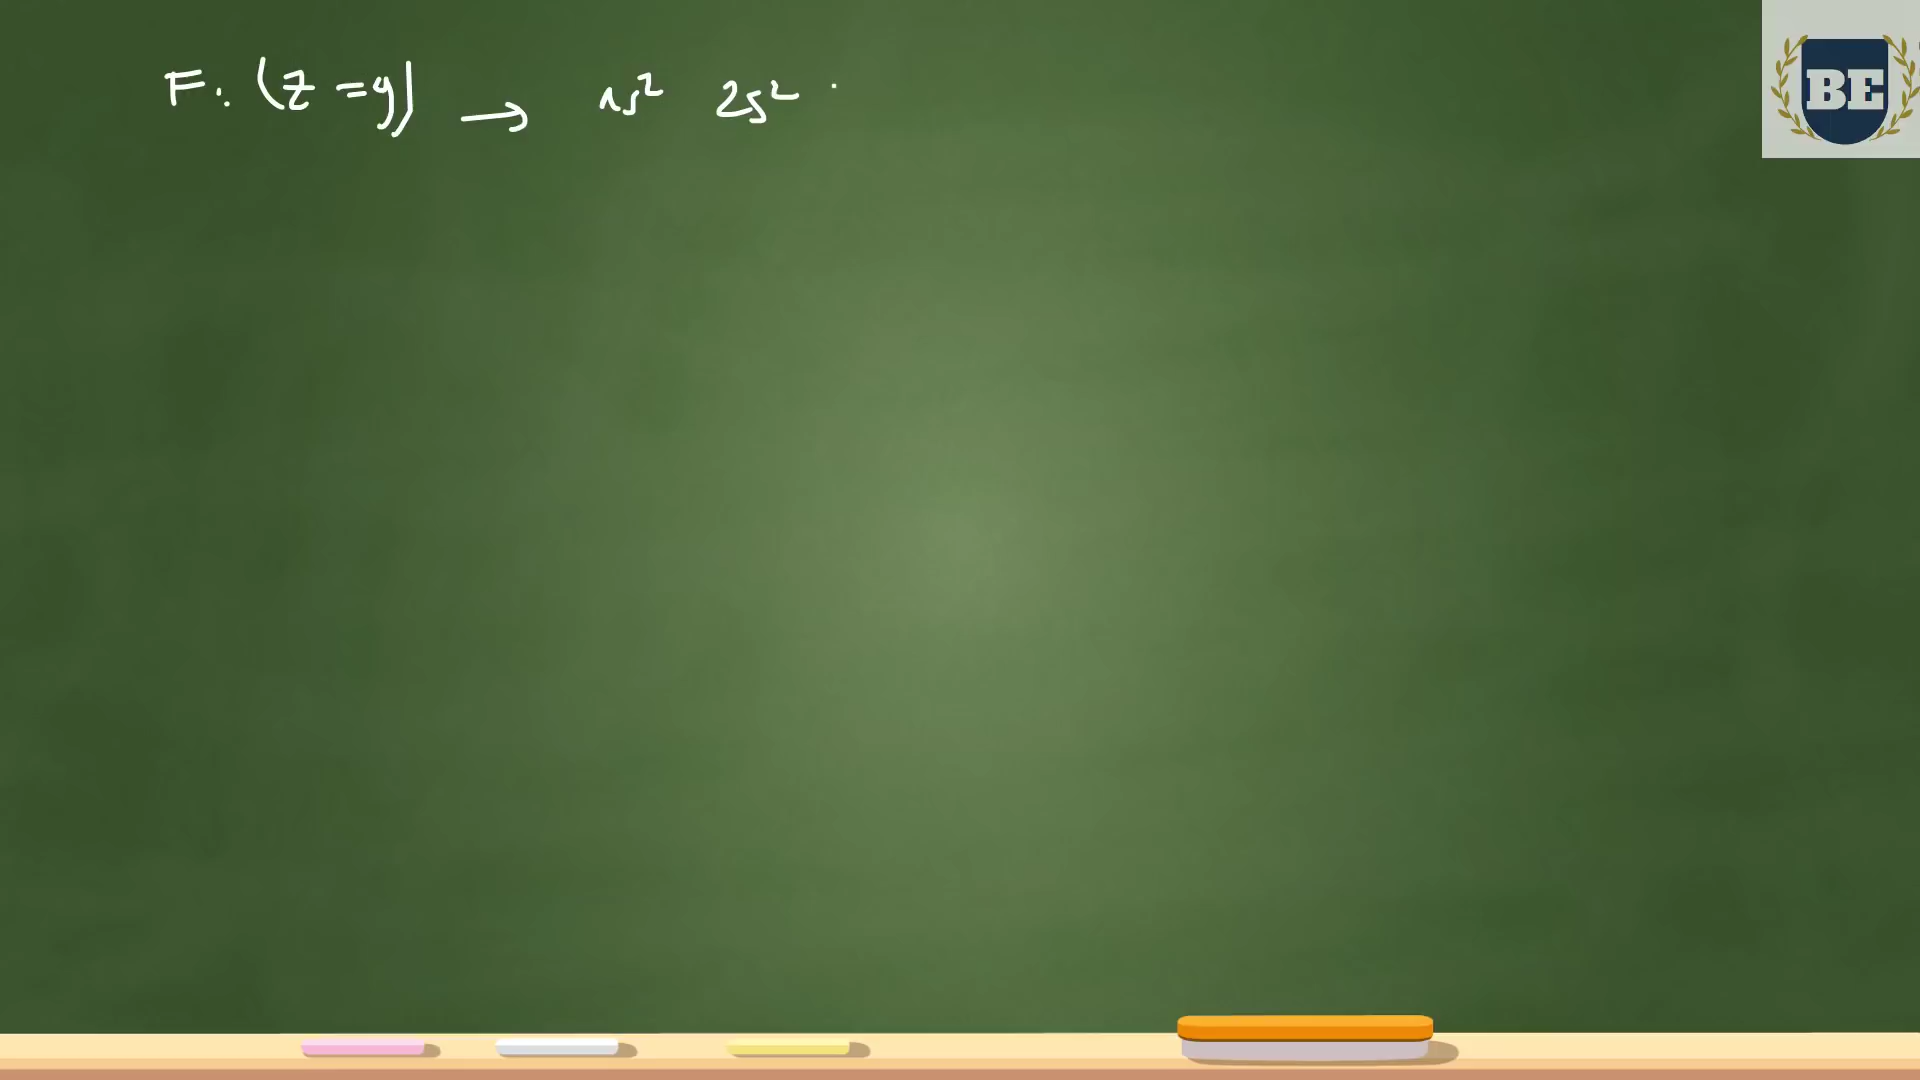 F: (Z = 9) → 1s² 2s²
BE